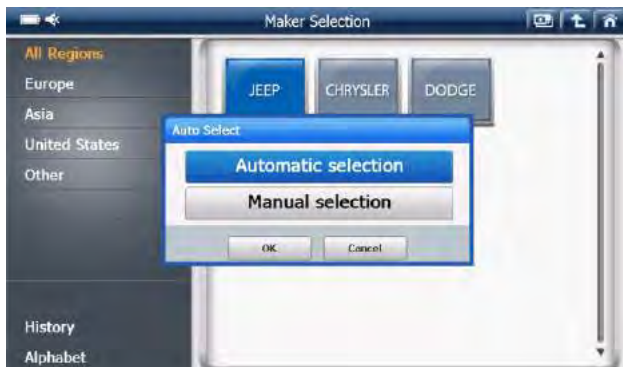 Maker Selection
All Regions
Europe
Asia
United States
Other
History
Alphabet
JEEP CHRYSLER DODGE
Auto Select
Automatic selection
Manual selection
OK Cancel